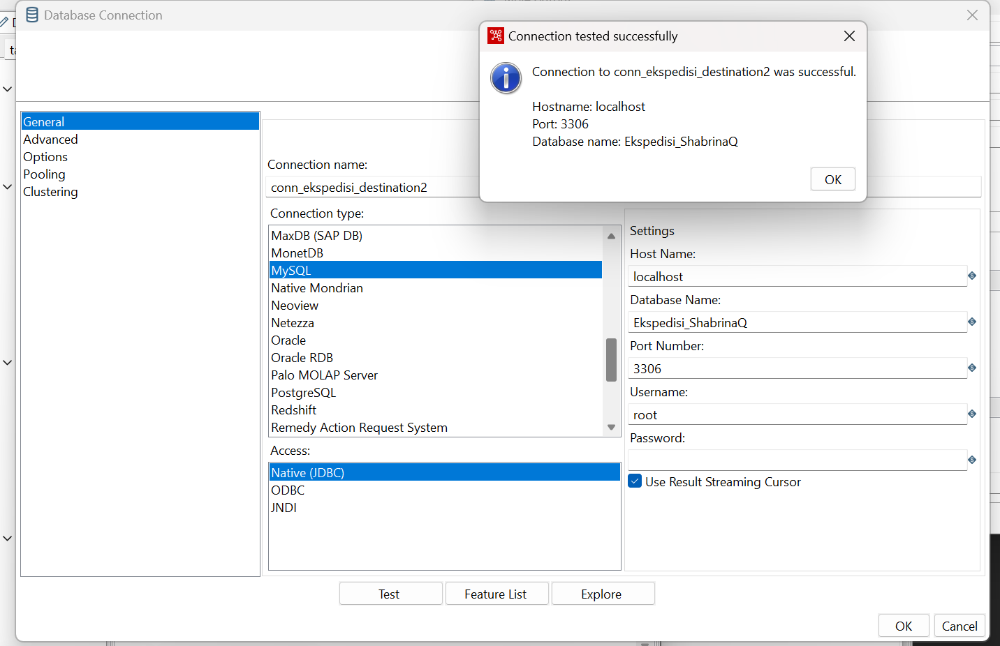 Database Connection
Connection tested successfully
Connection to conn_ekspedisi_destination2 was successful.
Hostname: localhost
Port: 3306
Database name: Ekspedisi_ShabrinaQ
OK
General
Advanced
Options
Pooling
Clustering
Connection name:
conn_ekspedisi_destination2
Connection type:
MaxDB (SAP DB)
MonetDB
MySQL
Native Mondrian
Neoview
Netezza
Oracle
Oracle RDB
Palo MOLAP Server
PostgreSQL
Redshift
Remedy Action Request System
Access:
Native (JDBC)
ODBC
JNDI
Settings
Host Name:
localhost
Database Name:
Ekspedisi_ShabrinaQ
Port Number:
3306
Username:
root
Password:
Use Result Streaming Cursor
Test
Feature List
Explore
OK
Cancel